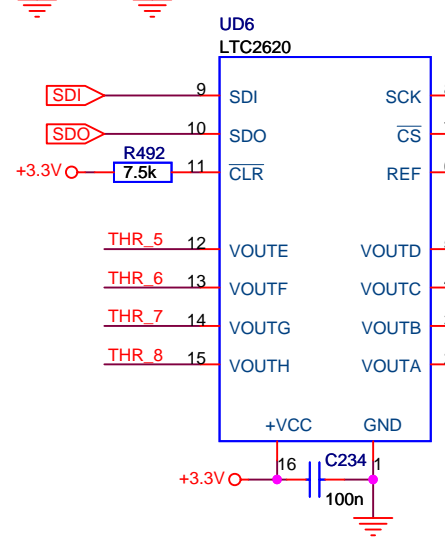 UD6
LTC2620
SDI 9 SDI SCK
SDO 10 SDO CS
R492
+3.3V 7.5k 11 CLR REF
THR_5 12 VOUTE VOUTD
THR_6 13 VOUTF VOUTC
THR_7 14 VOUTG VOUTB
THR_8 15 VOUTH VOUTA
+VCC GND
16 C234 1
+3.3V
100n